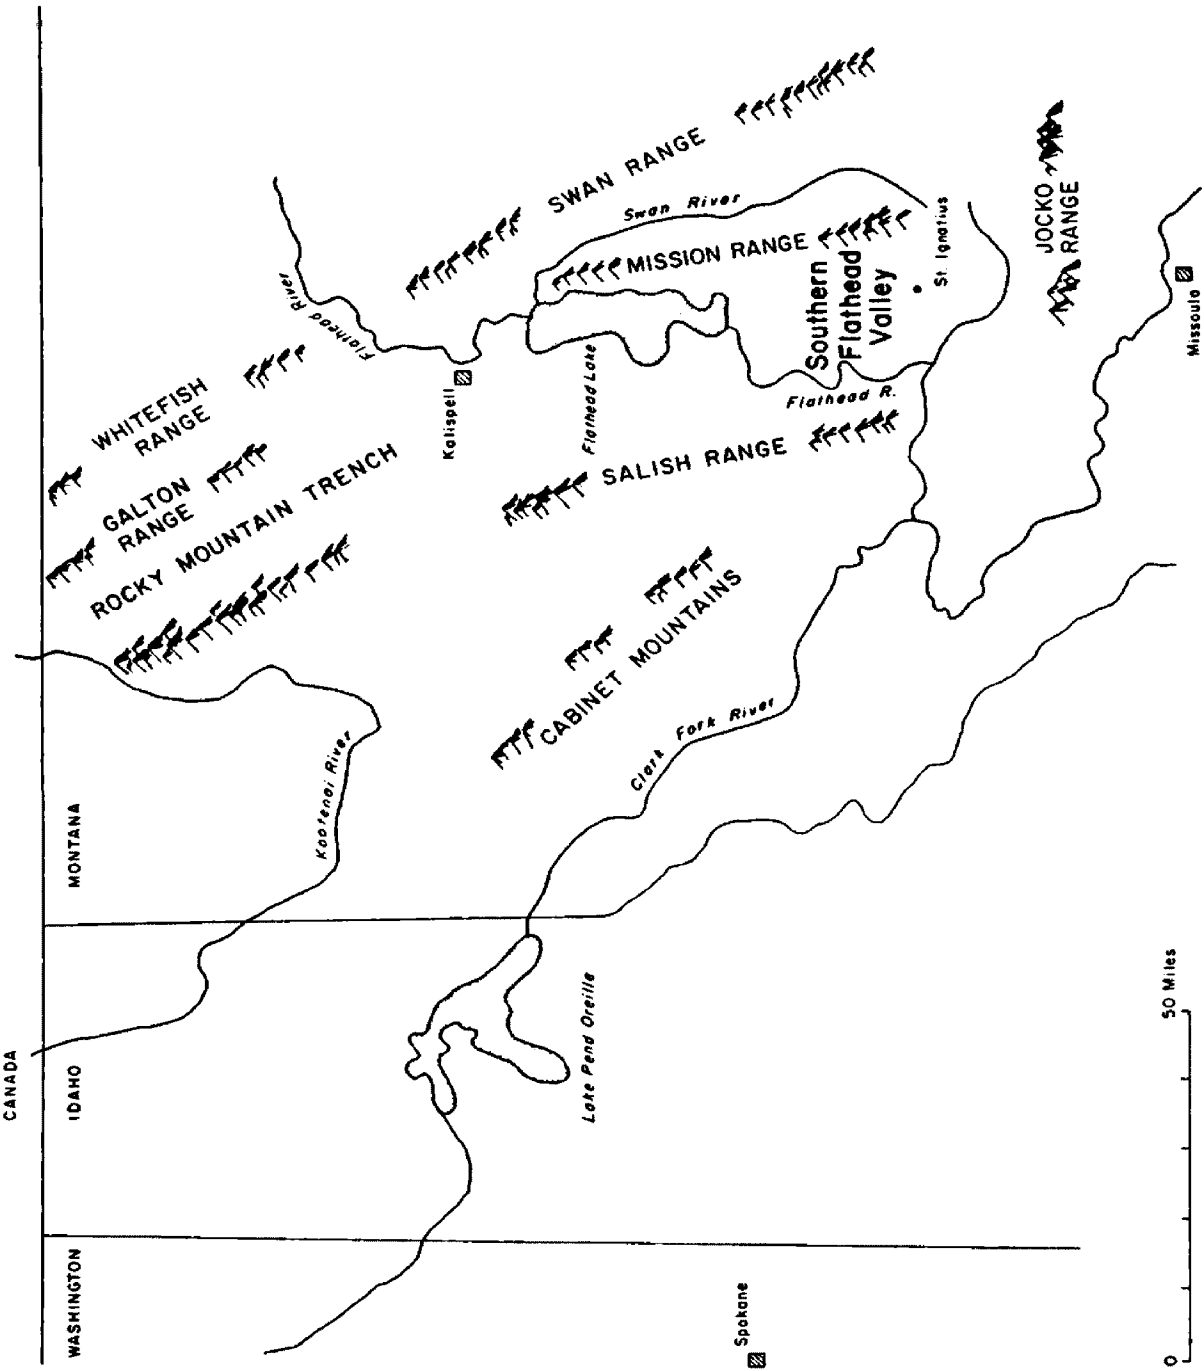 CANADA
WASHINGTON
IDAHO
MONTANA
Kootenai River
ROCKY MOUNTAIN TRENCH
GALTON
RANGE
WHITEFISH
RANGE
Flathead River
Kalispell
SWAN RANGE
Swan River
MISSION RANGE
Flathead Lake
SALISH RANGE
CABINET MOUNTAINS
Clark Fork River
Lake Pend Oreille
Spokane
Southern
Flathead
Valley
Flathead R.
St. Ignatius
JOCKO
RANGE
Missoula
0
50 Miles